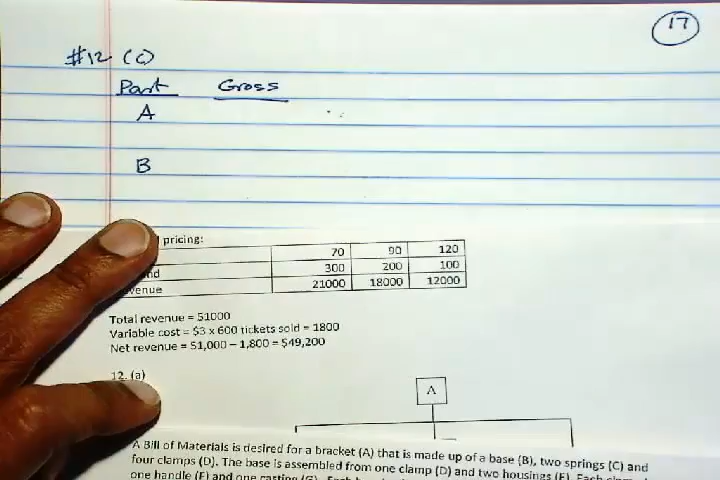 17
#12 (C)
Part Gross
A
B
pricing:
70 90 120
nd 300 200 100
venue 21000 18000 12000
Total revenue = 51000
Variable cost = $3 x 600 tickets sold = 1800
Net revenue = 51,000 – 1,800 = $49,200
12. (a)
A
A Bill of Materials is desired for a bracket (A) that is made up of a base (B), two springs (C) and
four clamps (D). The base is assembled from one clamp (D) and two housings (E). Each
one handle (F) and one casting (G).